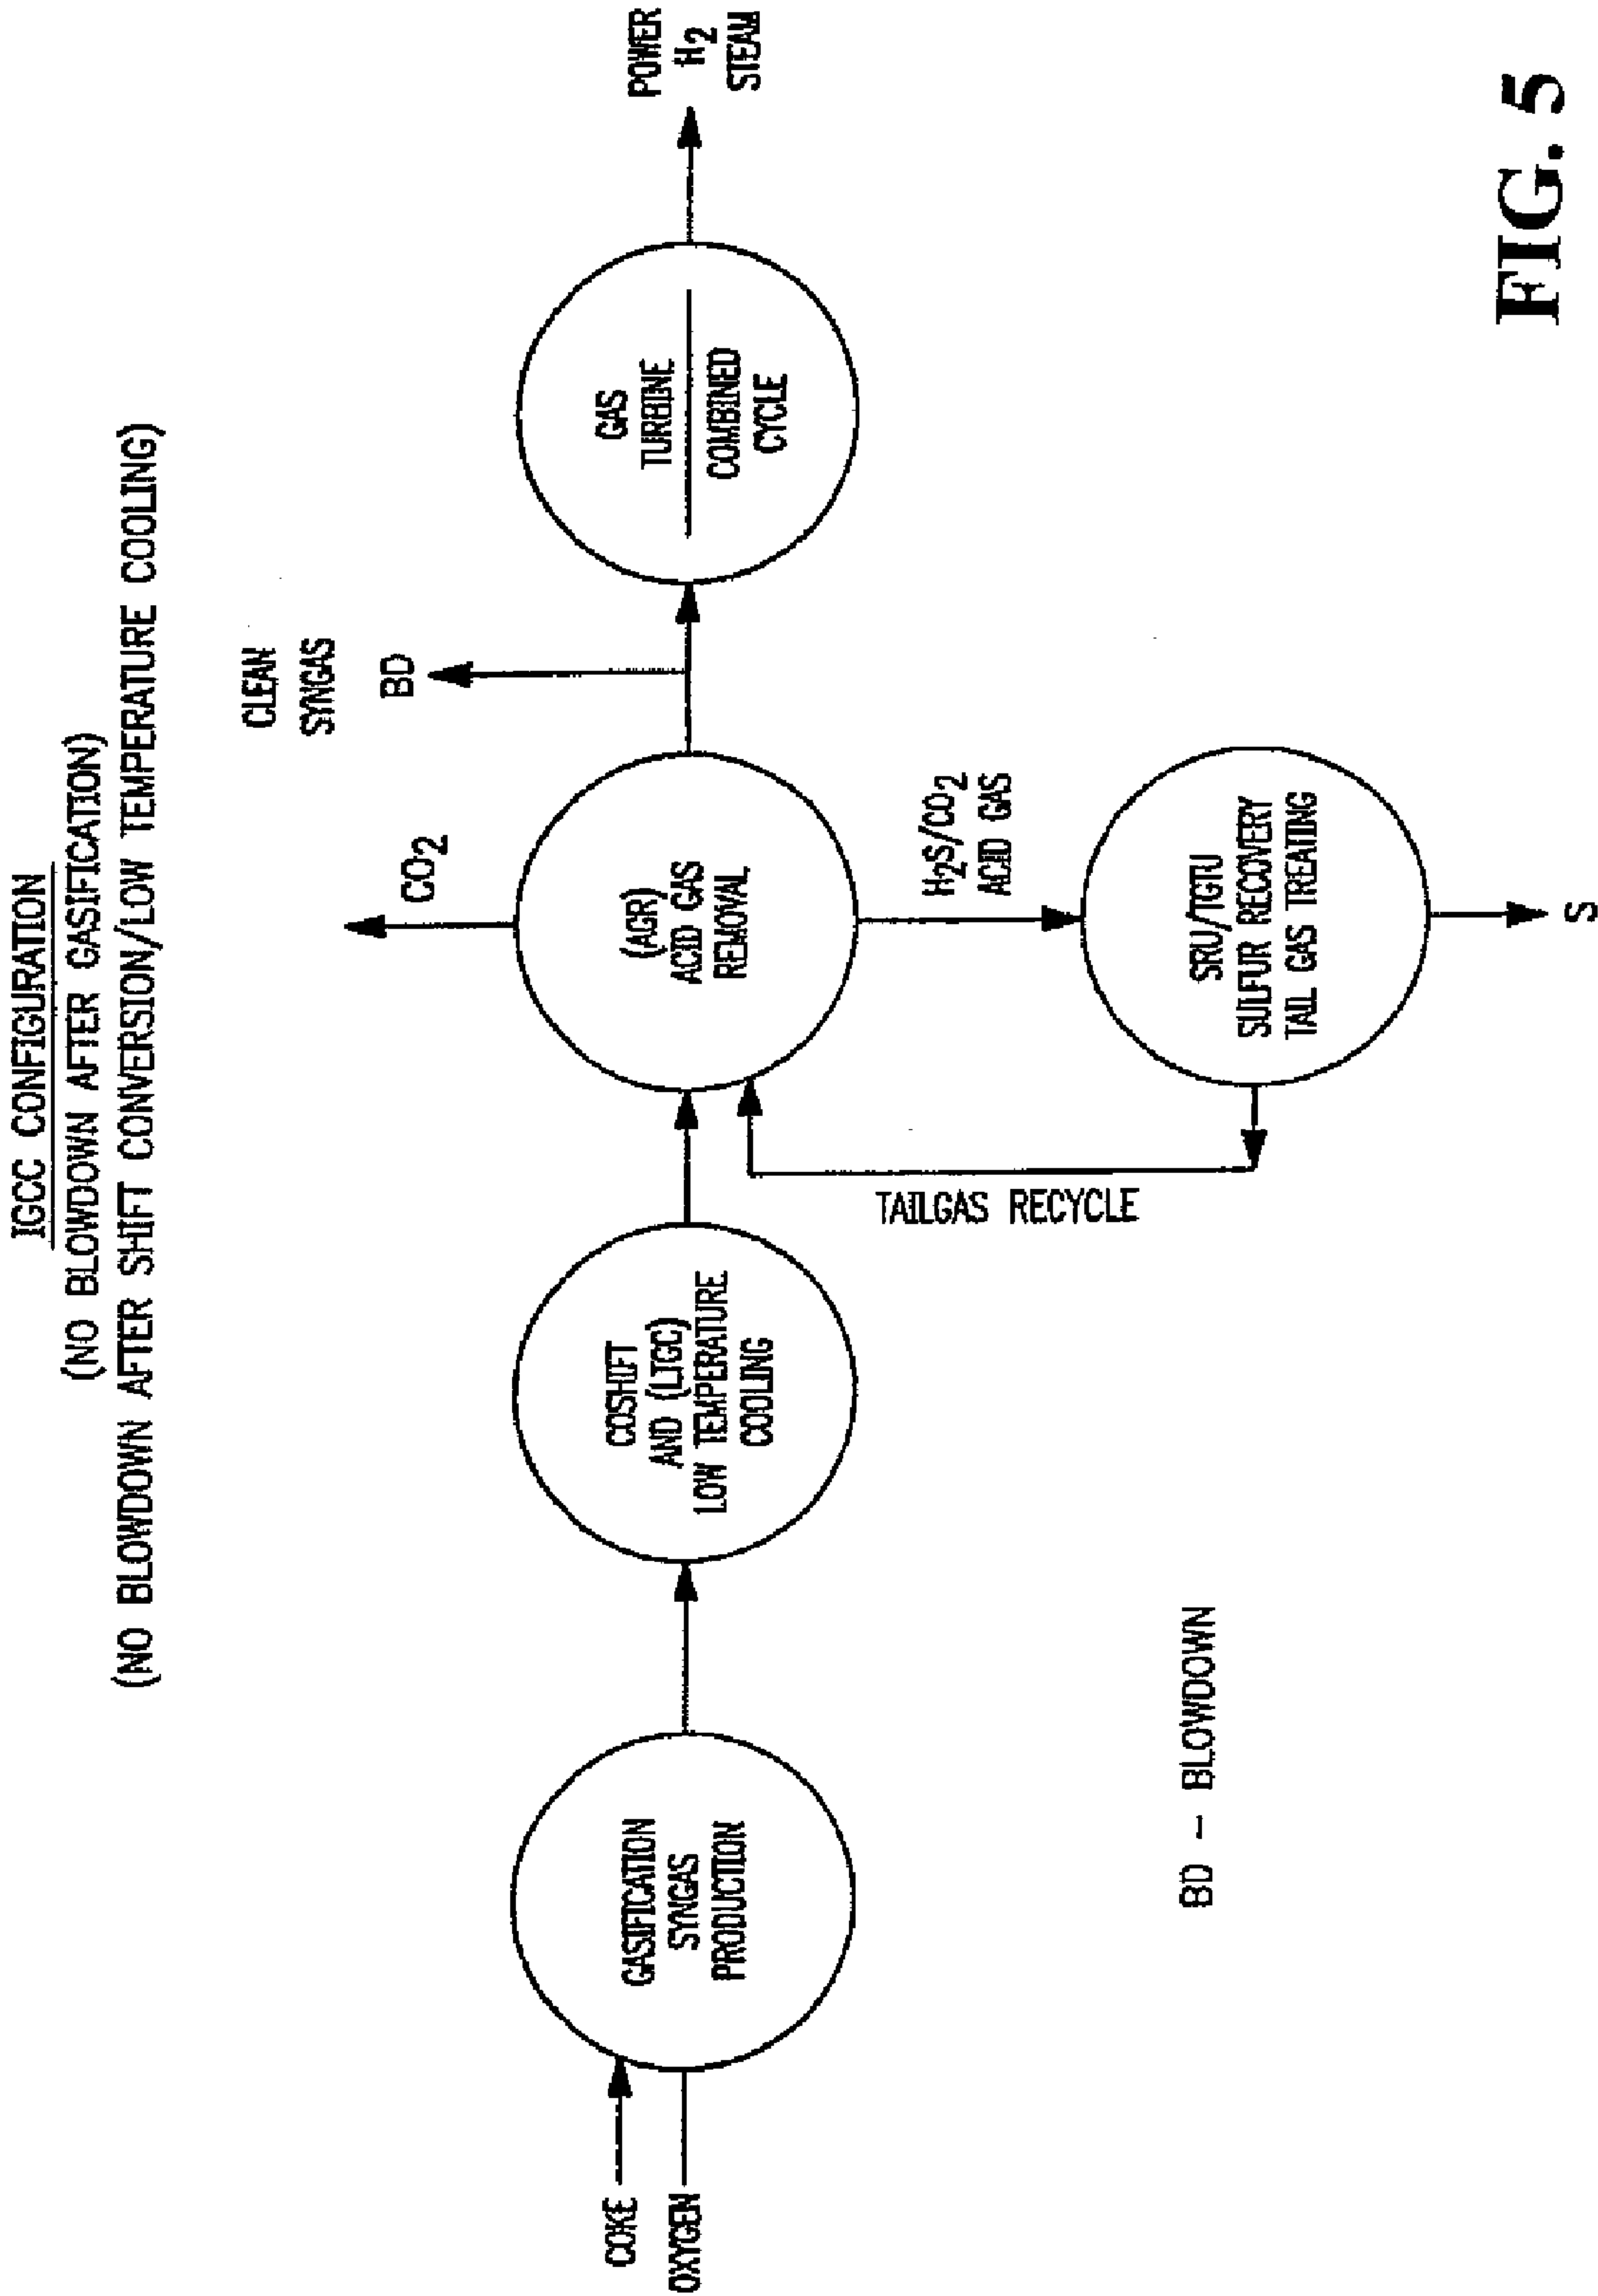 IGCC CONFIGURATION
(NO BLOWDOWN AFTER GASIFICATION)
(NO BLOWDOWN AFTER SHIFT CONVERSION/LOW TEMPERATURE COOLING)
CLEAN
SYNGAS
BD
CO2
COKE
OXYGEN
GASIFICATION
SYNGAS
PRODUCTION
COSHIFT
AND (LTGC)
LOW TEMPERATURE
COOLING
(AGR)
ACID GAS
REMOVAL
GAS
TURBINE
COMBINED
CYCLE
POWER
H2
STEAM
H2S/CO2
ACID GAS
TAILGAS RECYCLE
SRU/TGTU
SULFUR RECOVERY
TAIL GAS TREATING
S
BD - BLOWDOWN
FIG. 5